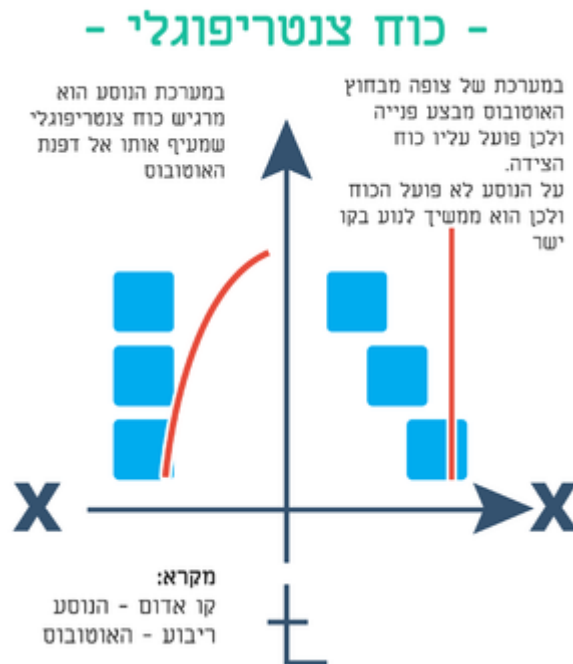 - כוח צנטריפוגלי -
במערכת של צופה מבחוץ
האוטובוס מבצע פנייה
ולכן פועל עליו כוח
הצידה.
על הנוסע לא פועל הכוח
ולכן הוא ממשיך לנוע בקו
ישר
במערכת הנוסע הוא
מרגיש כוח צנטריפוגלי
שמעיף אותו אל דפנת
האוטובוס
X
X
מקרא:
קו אדום - הנוסע
ריבוע - האוטובוס